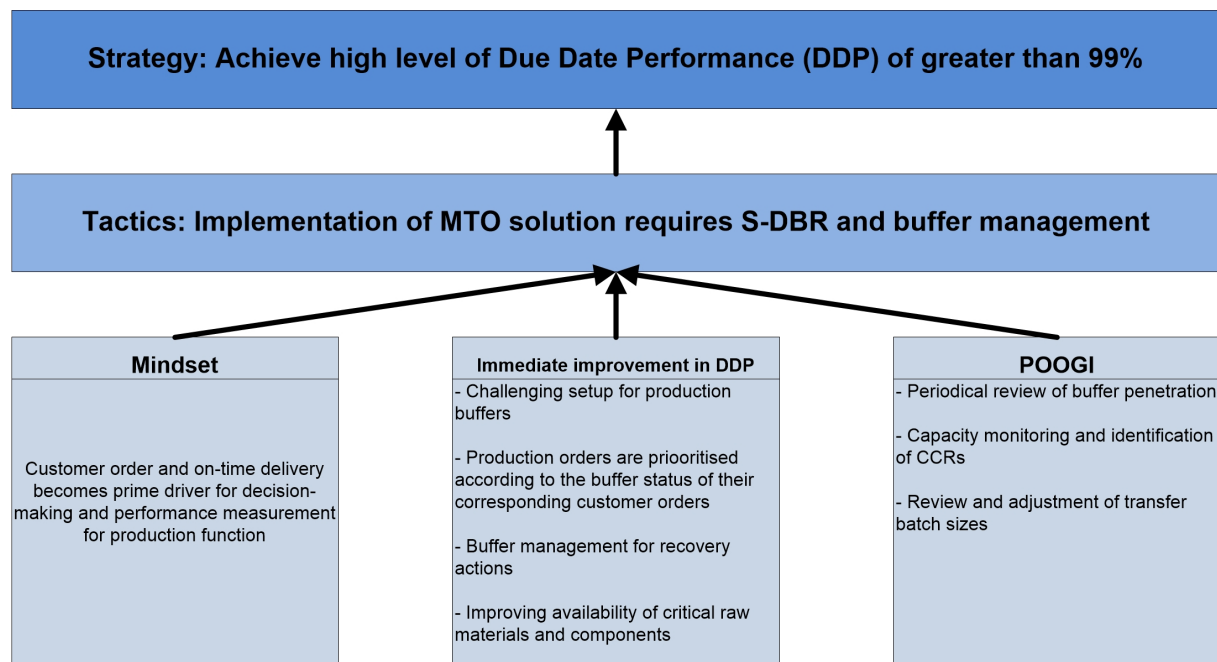 Strategy: Achieve high level of Due Date Performance (DDP) of greater than 99%
Tactics: Implementation of MTO solution requires S-DBR and buffer management
Mindset
Customer order and on-time delivery
becomes prime driver for decision-
making and performance measurement
for production function
Immediate improvement in DDP
- Challenging setup for production
buffers
- Production orders are priooritised
according to the buffer status of their
corresponding customer orders
- Buffer management for recovery
actions
- Improving availability of critical raw
materials and components
POOGI
- Periodical review of buffer penetration
- Capacity monitoring and identification
of CCRs
- Review and adjustment of transfer
batch sizes